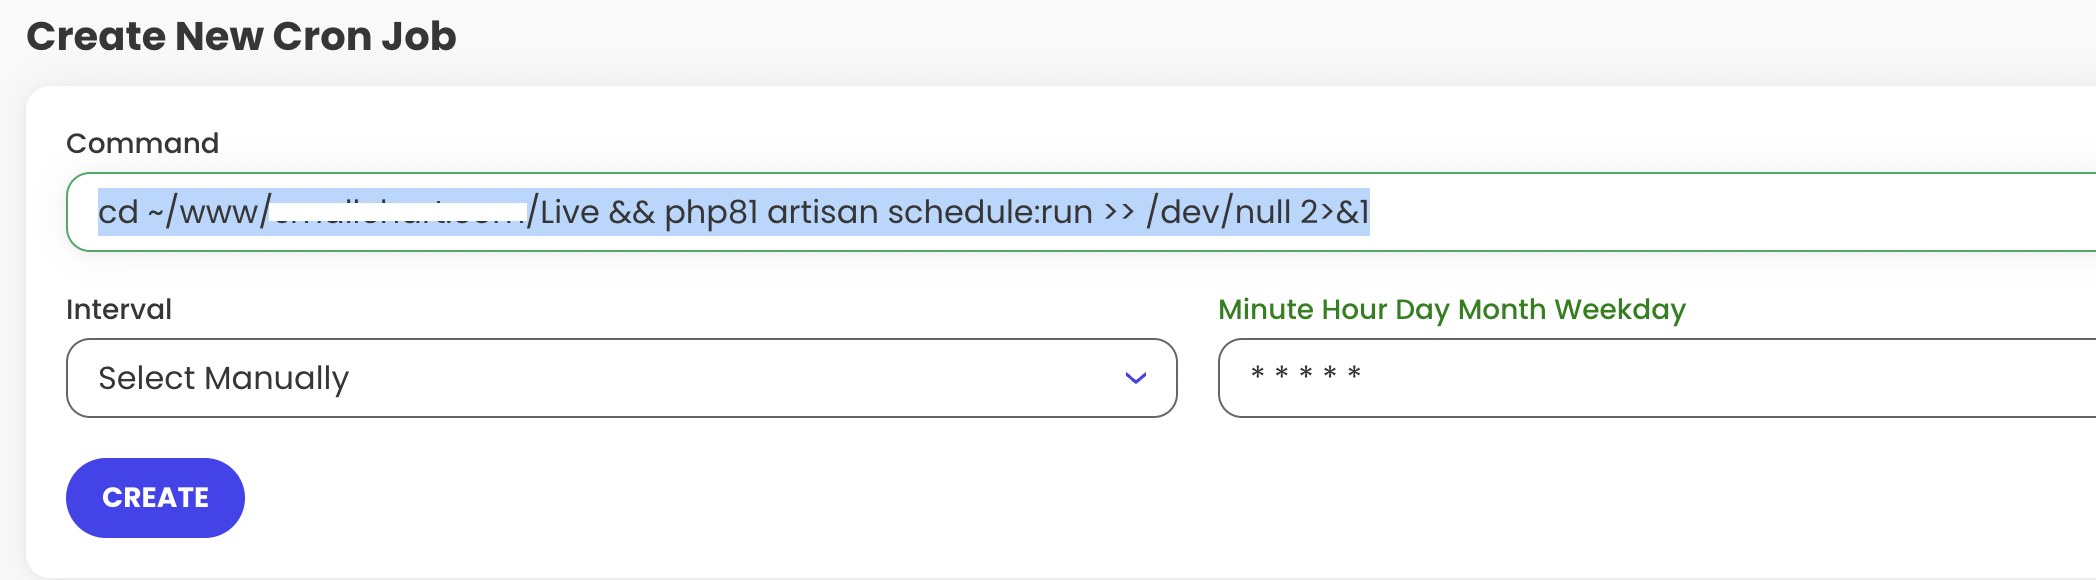 Create New Cron Job
Command
cd ~/www/ /Live && php81 artisan schedule:run >> /dev/null 2>&1
Interval
Minute Hour Day Month Weekday
Select Manually
* * * * *
CREATE